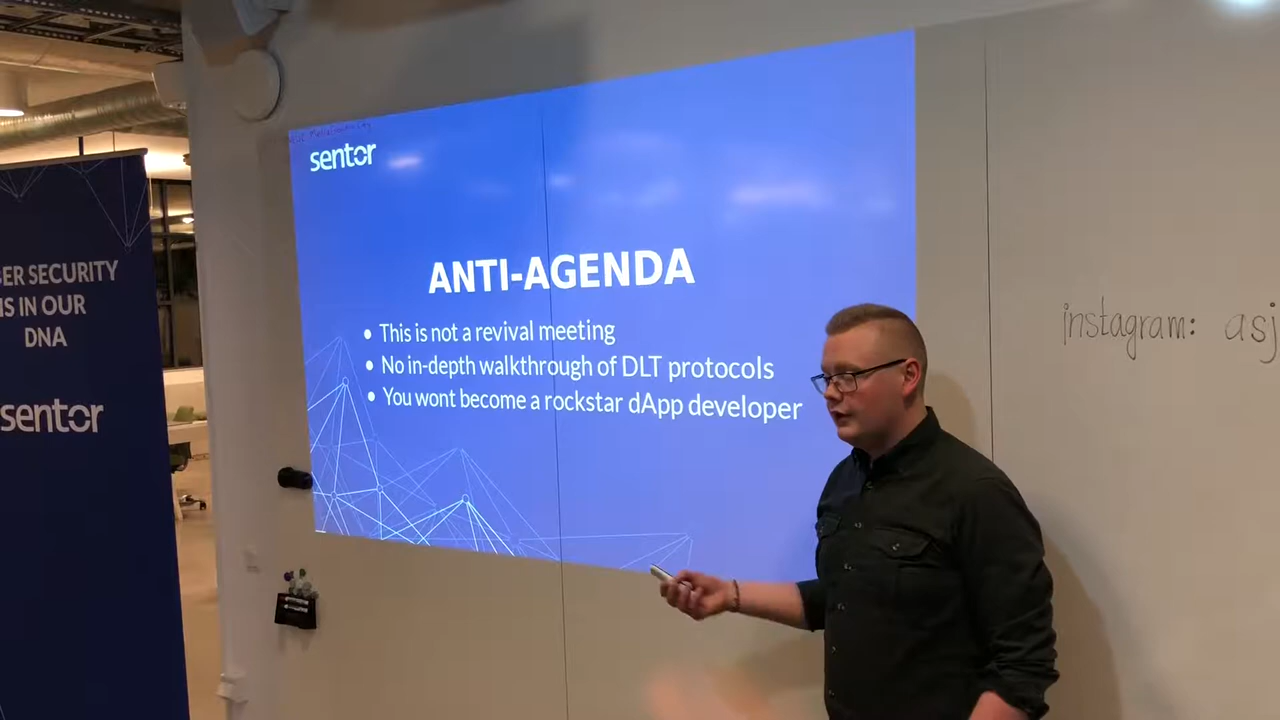 BER SECURITY
IS IN OUR
DNA
sentor
sentor
ANTI-AGENDA
• This is not a revival meeting
• No in-depth walkthrough of DLT protocols
• You wont become a rockstar dApp developer
instagram: asj